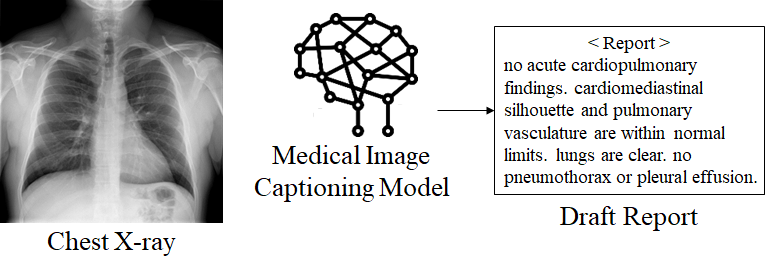 Chest X-ray
Medical Image
Captioning Model
< Report >
no acute cardiopulmonary
findings. cardiomediastinal
silhouette and pulmonary
vasculature are within normal
limits. lungs are clear. no
pneumothorax or pleural effusion.
Draft Report